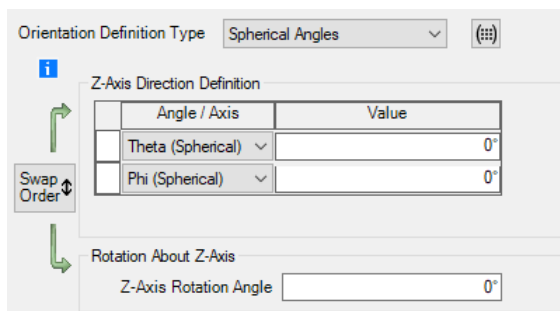 Orientation Definition Type Spherical Angles (:::)
i
Z-Axis Direction Definition
Angle / Axis Value
Theta (Spherical) 0°
Phi (Spherical) 0°
Swap
Order
Rotation About Z-Axis
Z-Axis Rotation Angle 0°